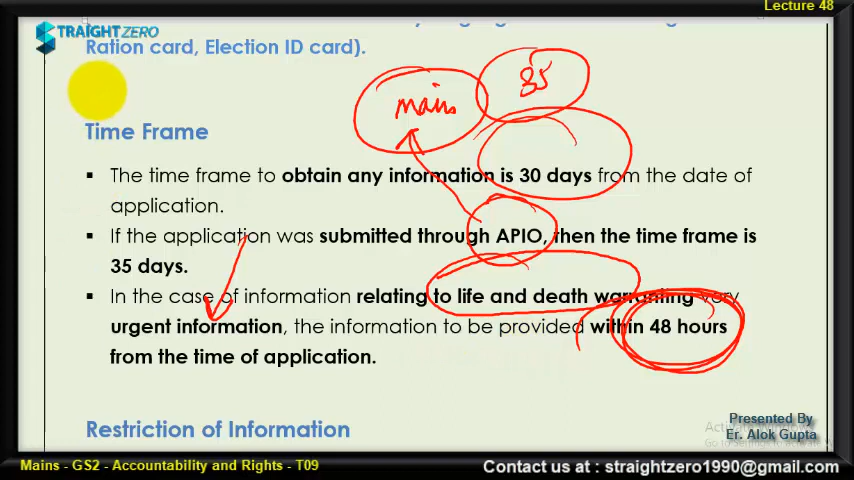 Lecture 48
STRAIGHTZERO
Ration card, Election ID card).
mains
35
Time Frame
▪ The time frame to obtain any information is 30 days from the date of
application.
▪ If the application was submitted through APIO, then the time frame is
35 days.
▪ In the case of information relating to life and death warranting very
urgent information, the information to be provided within 48 hours
from the time of application.
Restriction of Information
Presented By
Er. Alok Gupta
Mains - GS2 - Accountability and Rights - T09
Contact us at : straightzero1990@gmail.com